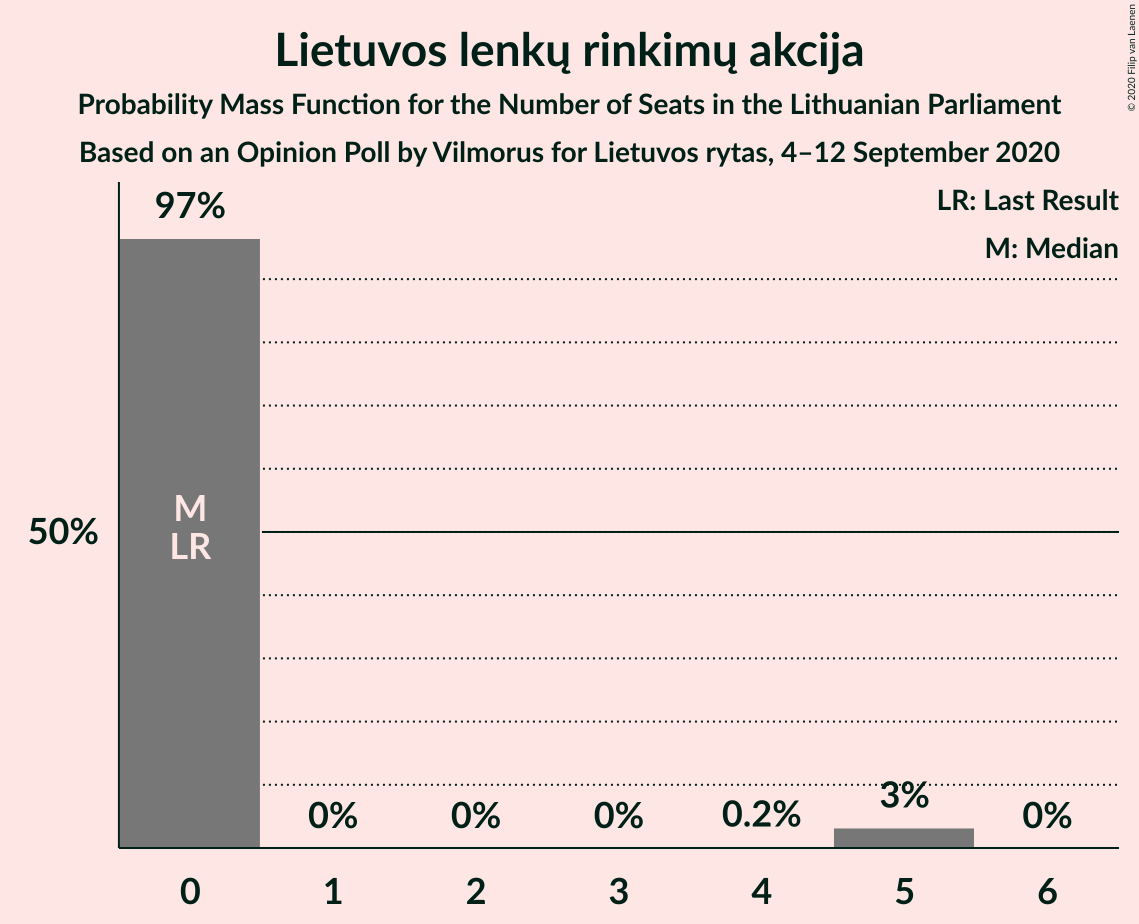 Lietuvos lenkų rinkimų akcija
Probability Mass Function for the Number of Seats in the Lithuanian Parliament
Based on an Opinion Poll by Vilmorus for Lietuvos rytas, 4–12 September 2020
© 2020 Filip van Laenen
LR: Last Result
M: Median
97%
M
LR
50%
0%
0%
0%
0.2%
3%
0%
0
1
2
3
4
5
6